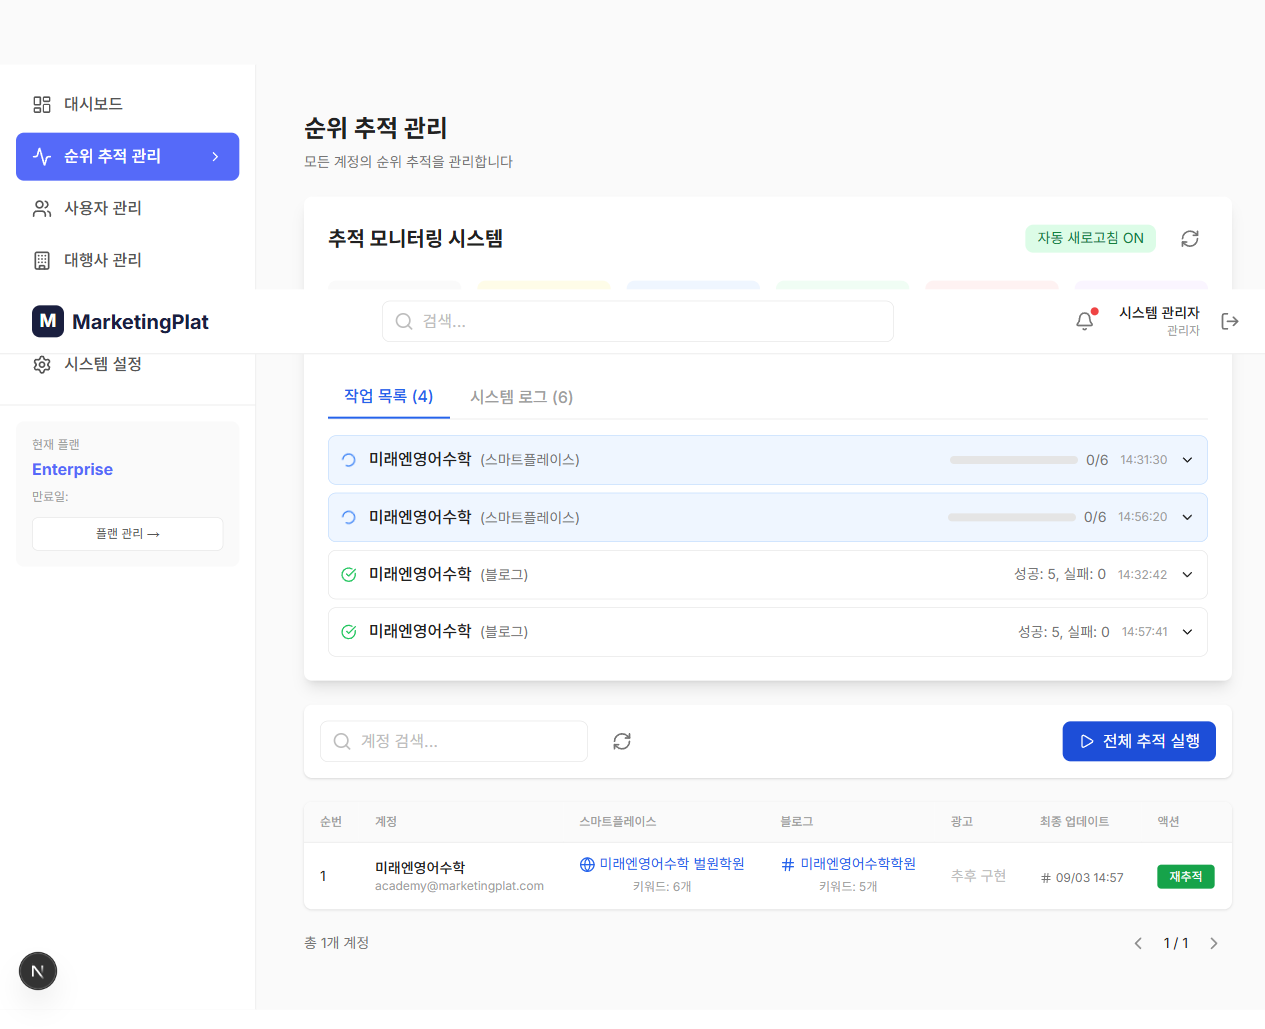 대시보드
순위 추적 관리
사용자 관리
대행사 관리
M MarketingPlat
검색...
시스템 관리자
관리자
시스템 설정
현재 플랜
Enterprise
만료일:
플랜 관리 →
순위 추적 관리
모든 계정의 순위 추적을 관리합니다
추적 모니터링 시스템
자동 새로고침 ON
작업 목록 (4)
시스템 로그 (6)
미래엔영어수학 (스마트플레이스) 0/6 14:31:30
미래엔영어수학 (스마트플레이스) 0/6 14:56:20
미래엔영어수학 (블로그) 성공: 5, 실패: 0 14:32:42
미래엔영어수학 (블로그) 성공: 5, 실패: 0 14:57:41
계정 검색...
전체 추적 실행
순번 계정 스마트플레이스 블로그 광고 최종 업데이트 액션
1
미래엔영어수학
academy@marketingplat.com
미래엔영어수학 벌원학원
키워드: 6개
미래엔영어수학학원
키워드: 5개
추후 구현
09/03 14:57
재추적
총 1개 계정
1 / 1
N